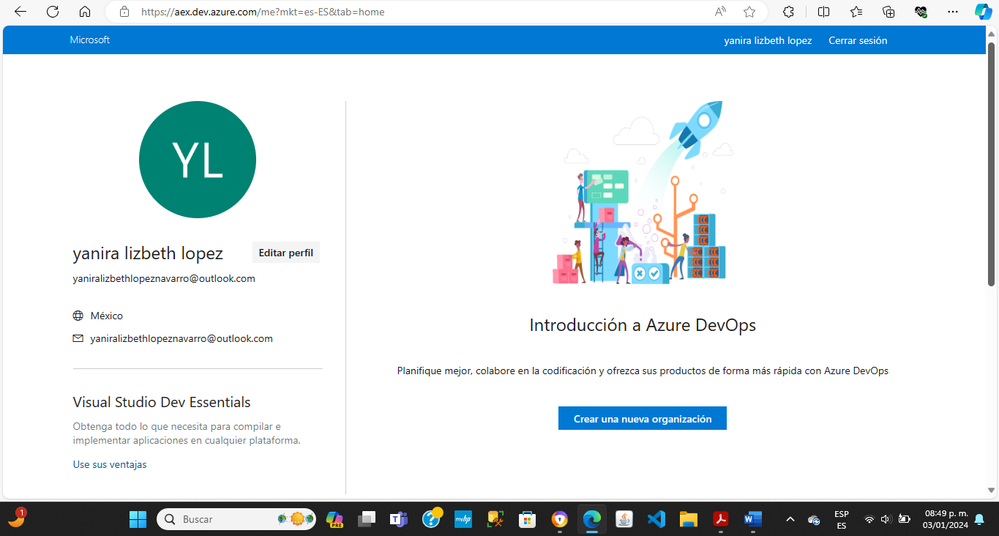 https://aex.dev.azure.com/me?mkt=es-ES&tab=home
Microsoft
yanira lizbeth lopez
Cerrar sesión
YL
yanira lizbeth lopez
Editar perfil
yaniralizbethlopeznavarro@outlook.com
México
yaniralizbethlopeznavarro@outlook.com
Visual Studio Dev Essentials
Obtenga todo lo que necesita para compilar e
implementar aplicaciones en cualquier plataforma.
Use sus ventajas
Introducción a Azure DevOps
Planifique mejor, colabore en la codificación y ofrezca sus productos de forma más rápida con Azure DevOps
Crear una nueva organización
1
Buscar
PRE
myhp
ESP
ES
08:49 p. m.
03/01/2024